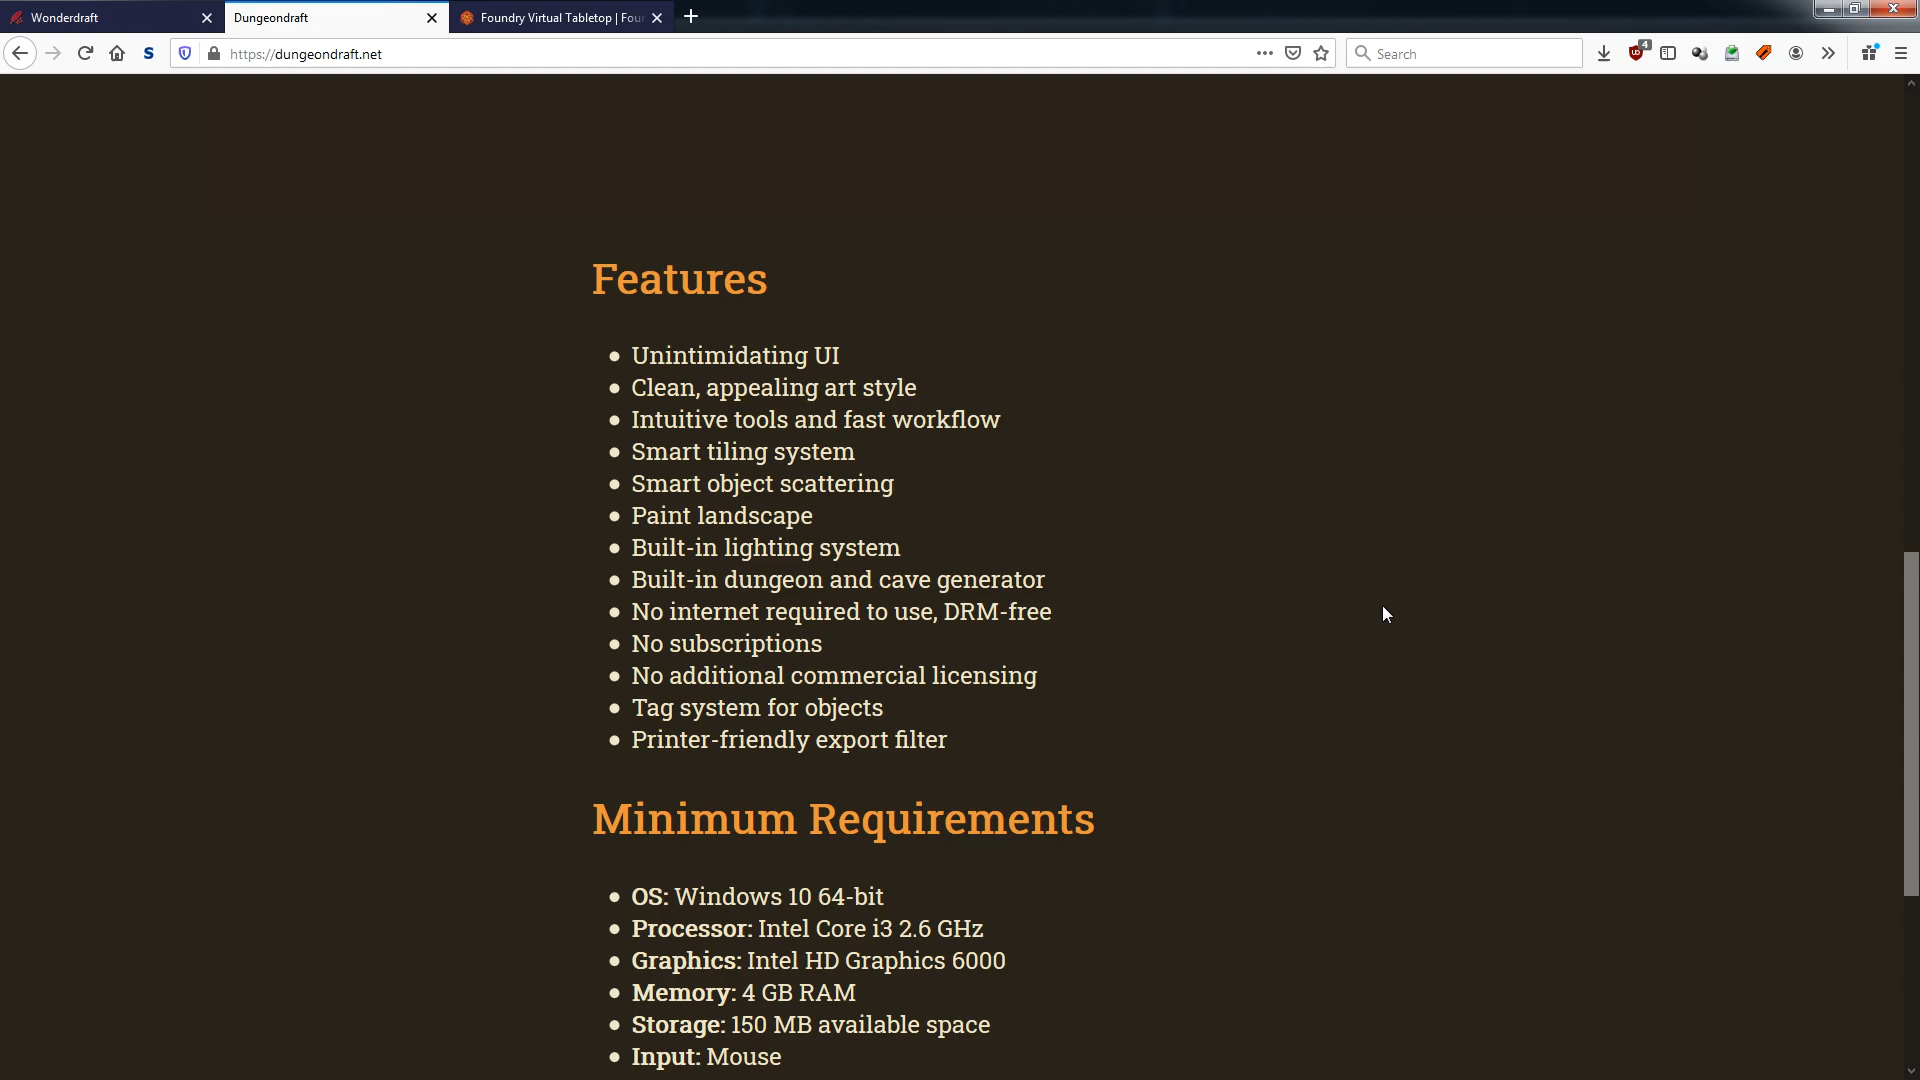 Wonderdraft
Dungeondraft
Foundry Virtual Tabletop | Four
S
https://dungeondraft.net
Search
4
Features
Unintimidating UI
Clean, appealing art style
Intuitive tools and fast workflow
Smart tiling system
Smart object scattering
Paint landscape
Built-in lighting system
Built-in dungeon and cave generator
No internet required to use, DRM-free
No subscriptions
No additional commercial licensing
Tag system for objects
Printer-friendly export filter
Minimum Requirements
OS: Windows 10 64-bit
Processor: Intel Core i3 2.6 GHz
Graphics: Intel HD Graphics 6000
Memory: 4 GB RAM
Storage: 150 MB available space
Input: Mouse